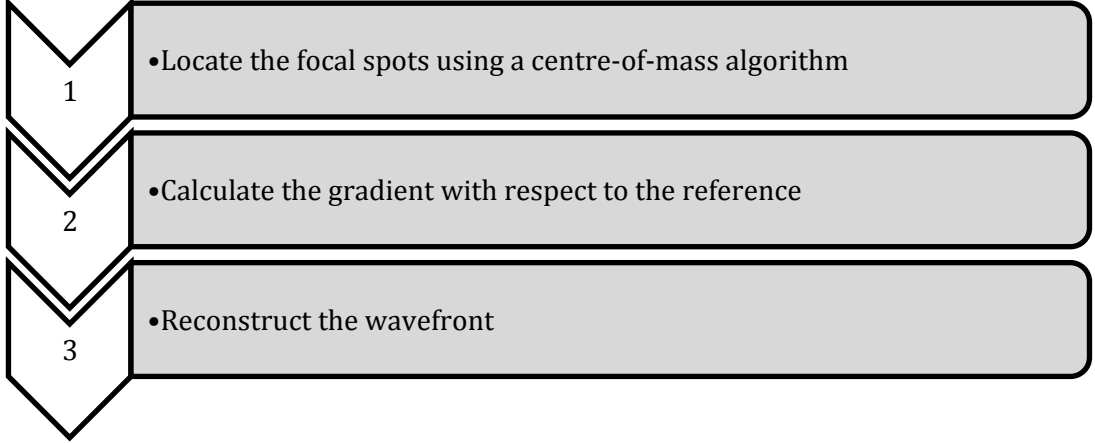 1
•Locate the focal spots using a centre-of-mass algorithm
2
•Calculate the gradient with respect to the reference
3
•Reconstruct the wavefront